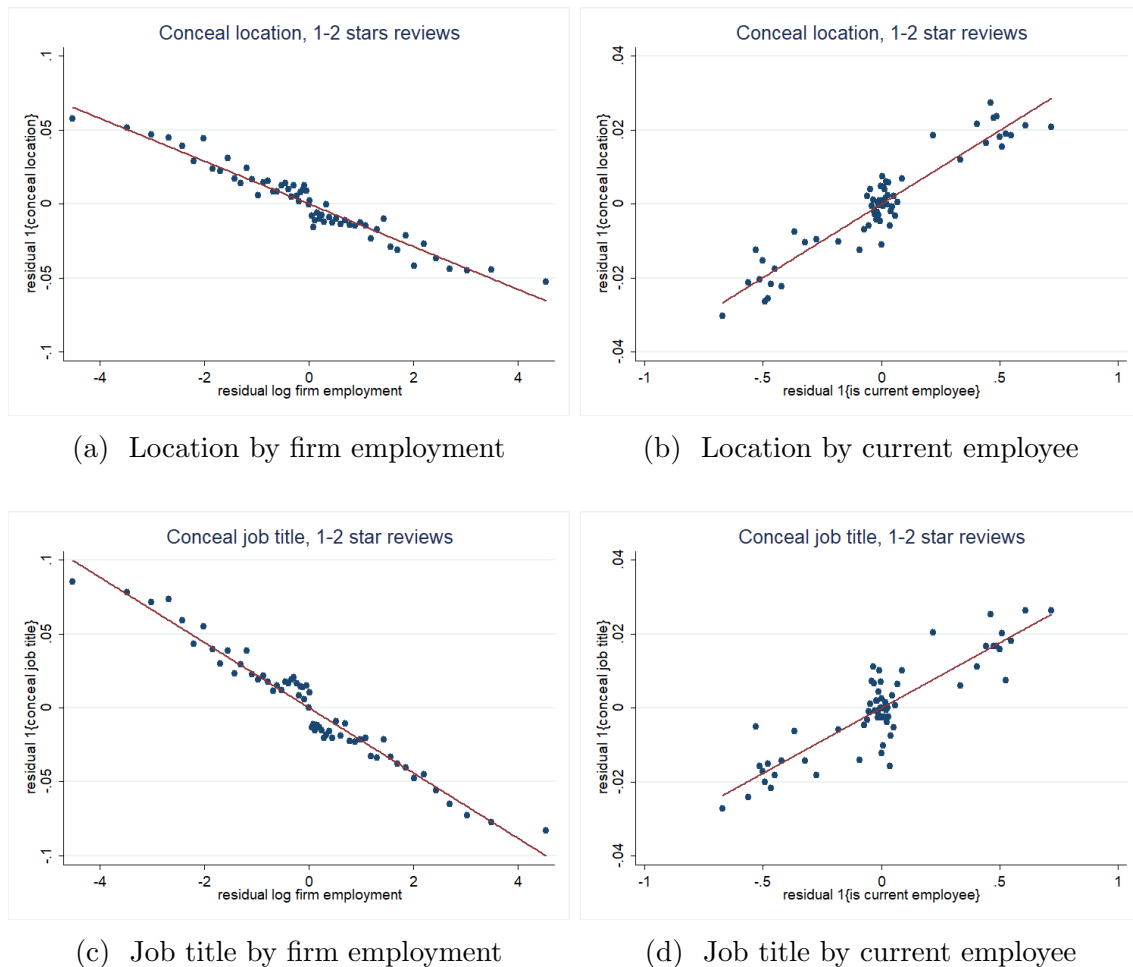 Conceal location, 1-2 stars reviews
.1
.05
0
-.05
-.1
residual 1{conceal location}
-4
-2
0
2
4
residual log firm employment
(a) Location by firm employment
Conceal location, 1-2 star reviews
.04
.02
0
-.02
-.04
residual 1{conceal location}
-1
-.5
0
.5
1
residual 1{is current employee}
(b) Location by current employee
Conceal job title, 1-2 star reviews
.1
.05
0
-.05
-.1
residual 1{conceal job title}
-4
-2
0
2
4
residual log firm employment
(c) Job title by firm employment
Conceal job title, 1-2 star reviews
.04
.02
0
-.02
-.04
residual 1{conceal job title}
-1
-.5
0
.5
1
residual 1{is current employee}
(d) Job title by current employee